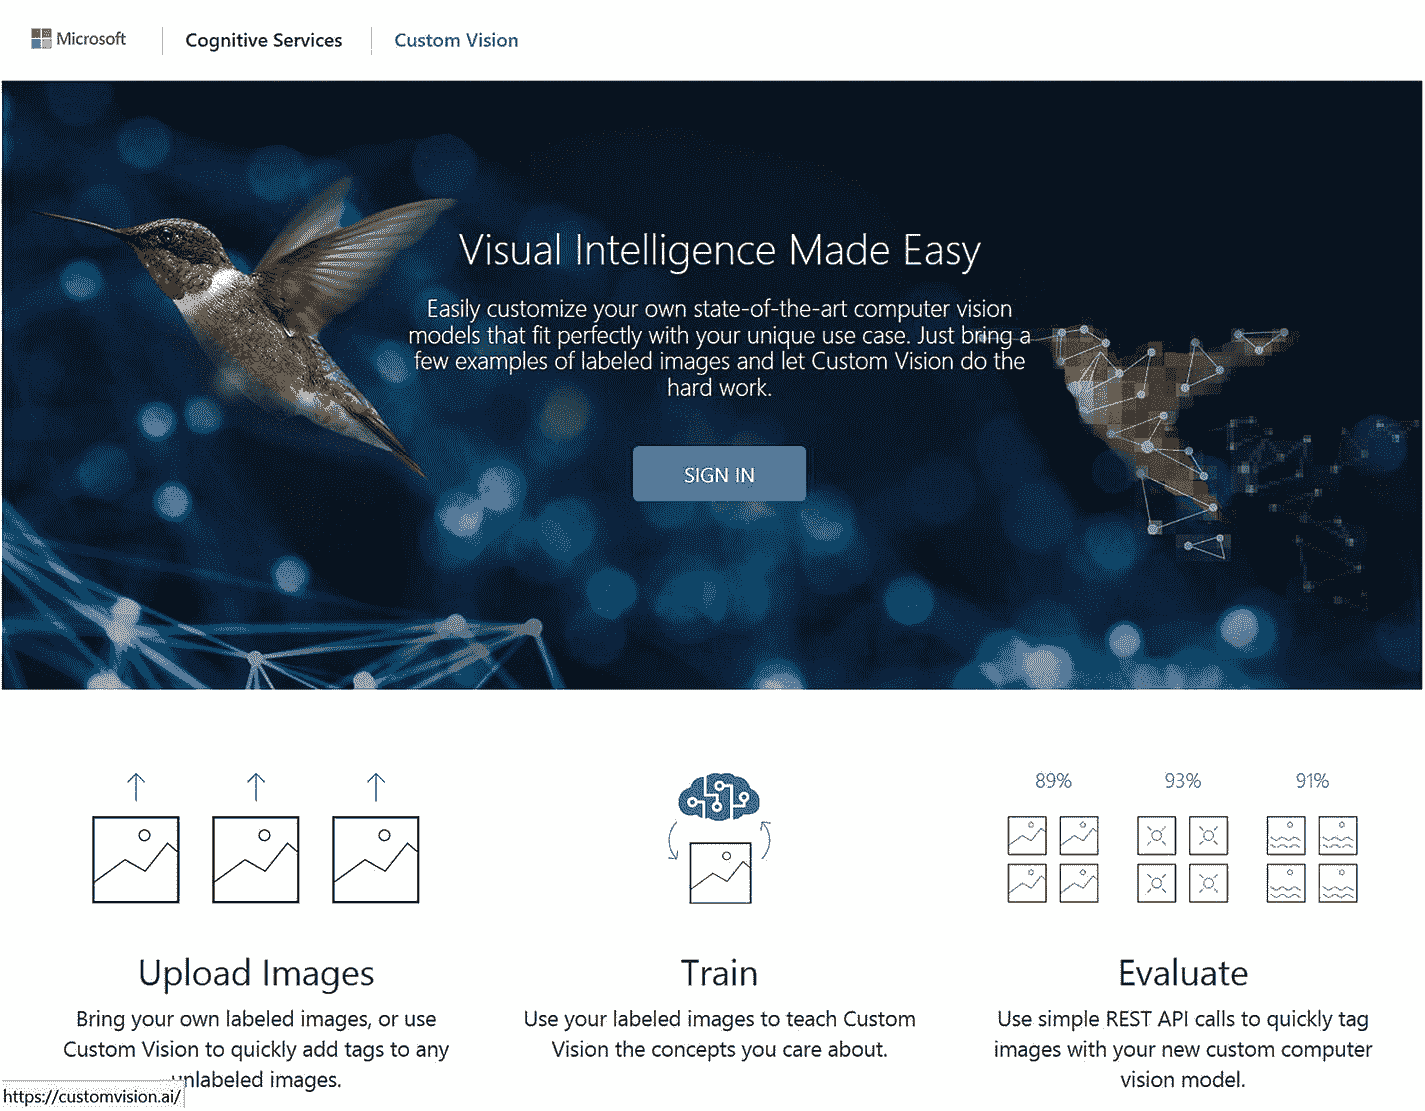 Microsoft
Cognitive Services
Custom Vision
Visual Intelligence Made Easy
Easily customize your own state-of-the-art computer vision
models that fit perfectly with your unique use case. Just bring a
few examples of labeled images and let Custom Vision do the
hard work.
SIGN IN
89%
93%
91%
Upload Images
Bring your own labeled images, or use
Custom Vision to quickly add tags to any
unlabeled images.
Train
Use your labeled images to teach Custom
Vision the concepts you care about.
Evaluate
Use simple REST API calls to quickly tag
images with your new custom computer
vision model.
https://customvision.ai/